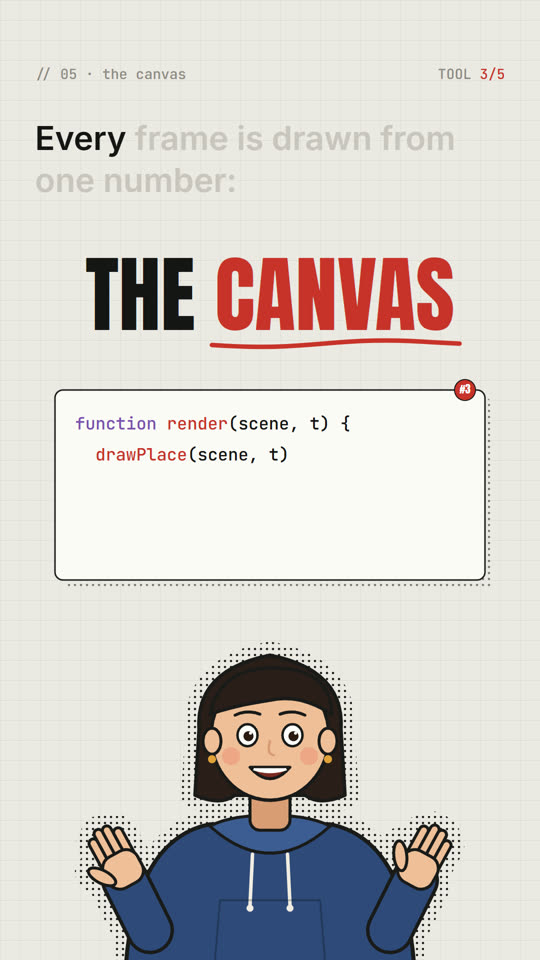 // 05 · the canvas
TOOL 3/5
Every frame is drawn from
one number:
THE CANVAS
#3
function render(scene, t) {
drawPlace(scene, t)